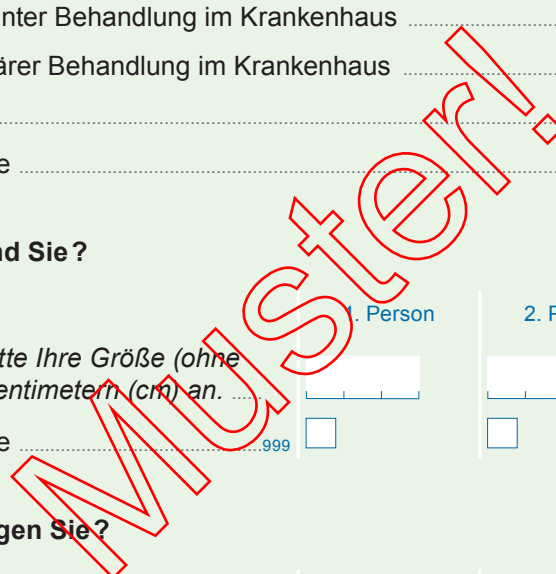 nter Behandlung im Krankenhaus
ärer Behandlung im Krankenhaus
e
nd Sie?
1. Person 2. P
tte Ihre Größe (ohne
entimetern (cm) an.
e 999
gen Sie?
Muster!